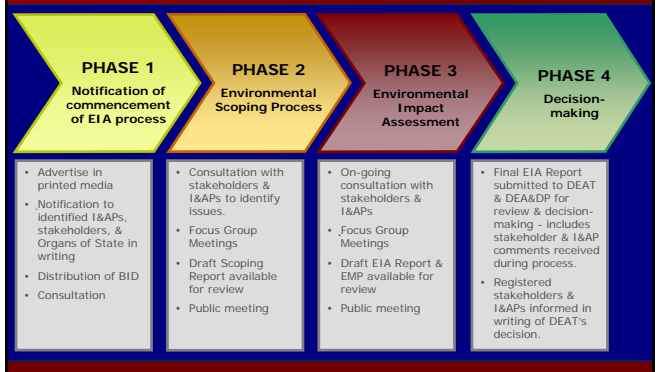 PHASE 1
Notification of
commencement
of EIA process
PHASE 2
Environmental
Scoping Process
PHASE 3
Environmental
Impact
Assessment
PHASE 4
Decision-
making
• Advertise in
printed media
• Notification to
identified I&APs,
stakeholders, &
Organs of State in
writing
• Distribution of BID
• Consultation
• Consultation with
stakeholders &
I&APs to identify
issues.
• Focus Group
Meetings
• Draft Scoping
Report available
for review
• Public meeting
• On-going
consultation with
stakeholders &
I&APs
• Focus Group
Meetings
• Draft EIA Report &
EMP available for
review
• Public meeting
• Final EIA Report
submitted to DEAT
& DEA&DP for
review & decision-
making - includes
stakeholder & I&AP
comments received
during process.
• Registered
stakeholders &
I&APs informed in
writing of DEAT's
decision.